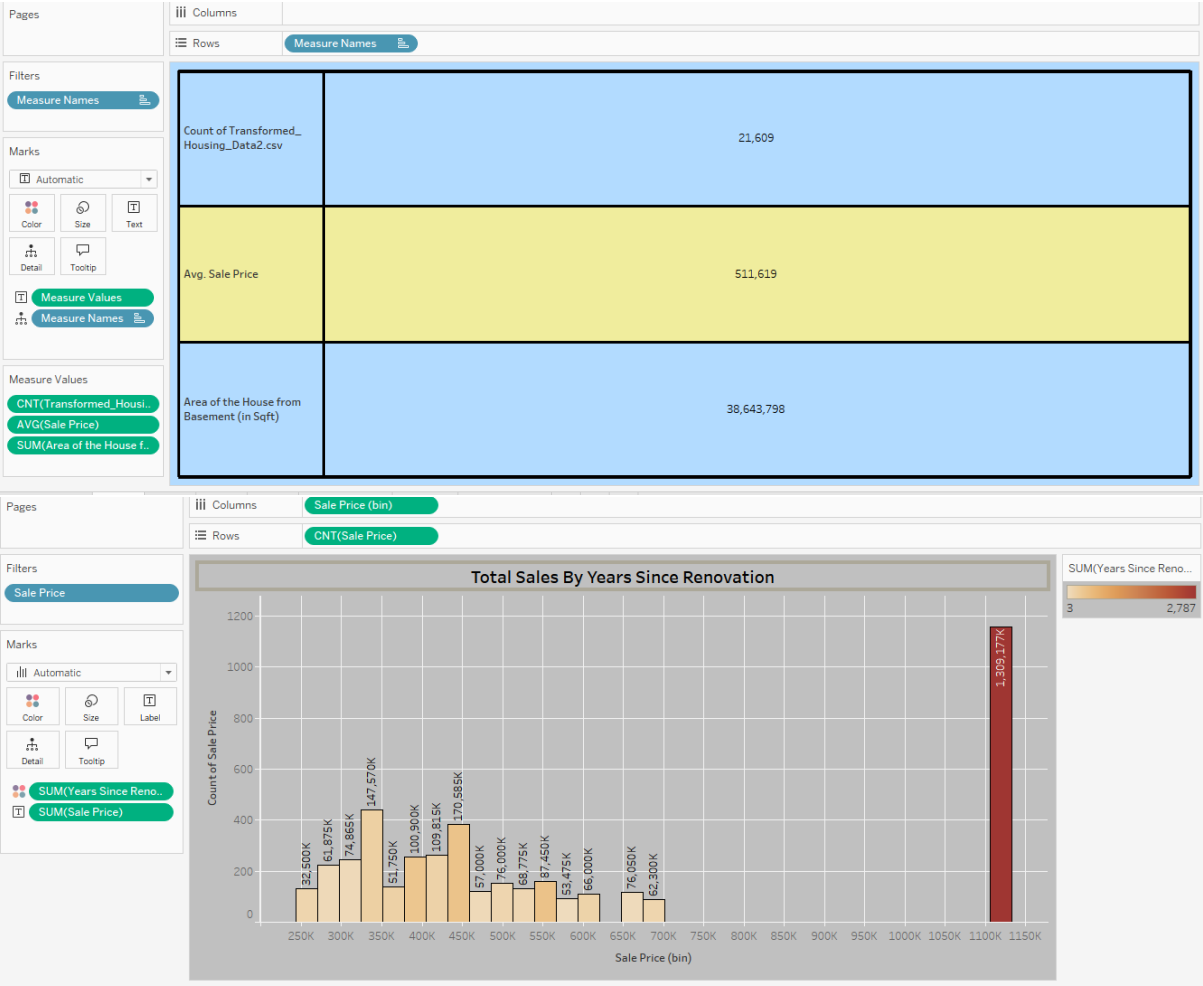 Pages
Columns
Rows
Measure Names
Filters
Measure Names
Marks
Automatic
Color
Size
Text
Detail
Tooltip
Measure Values
Measure Names
Measure Values
CNT(Transformed_Housi..
AVG(Sale Price)
SUM(Area of the House f..
Count of Transformed_
Housing_Data2.csv
21,609
Avg. Sale Price
511,619
Area of the House from
Basement (in Sqft)
38,643,798
Pages
Columns
Sale Price (bin)
Rows
CNT(Sale Price)
Filters
Sale Price
Marks
Automatic
Color
Size
Label
Detail
Tooltip
SUM(Years Since Reno..
SUM(Sale Price)
Total Sales By Years Since Renovation
Count of Sale Price
1200
1000
800
600
400
200
0
32,500K
61,875K
74,865K
147,570K
51,750K
100,900K
109,815K
170,585K
57,000K
76,000K
68,775K
87,450K
53,475K
66,000K
76,050K
62,300K
1,309,177K
250K 300K 350K 400K 450K 500K 550K 600K 650K 700K 750K 800K 850K 900K 950K 1000K 1050K 1100K 1150K
Sale Price (bin)
SUM(Years Since Reno...
3 2,787